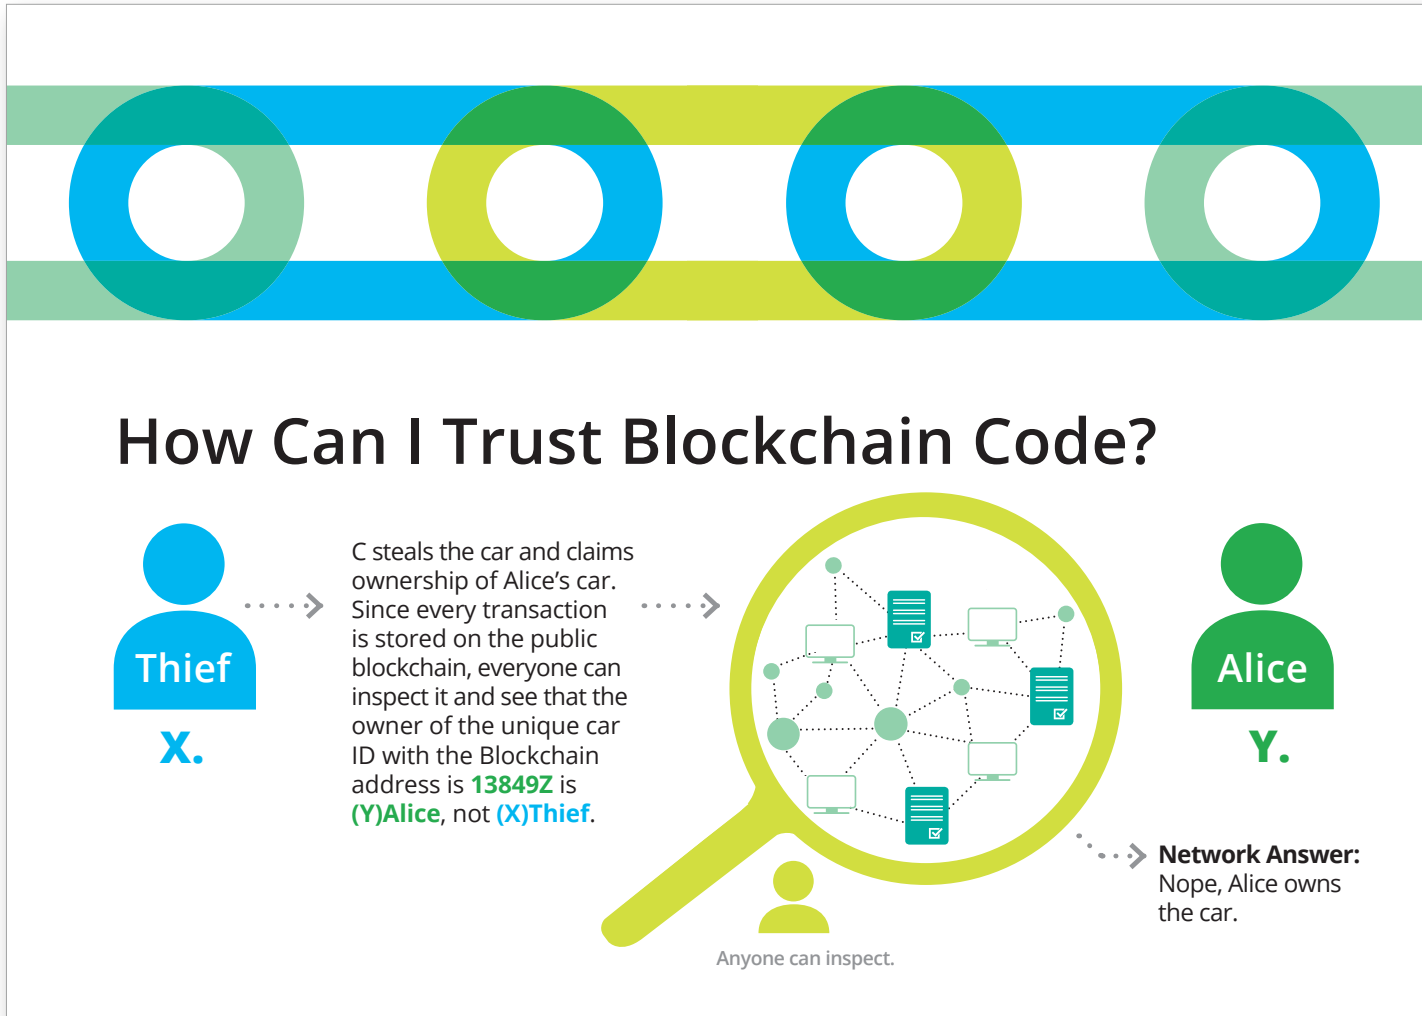 How Can I Trust Blockchain Code?
Thief
X.
C steals the car and claims
ownership of Alice’s car.
Since every transaction
is stored on the public
blockchain, everyone can
inspect it and see that the
owner of the unique car
ID with the Blockchain
address is 13849Z is
(Y)Alice, not (X)Thief.
Anyone can inspect.
Alice
Y.
Network Answer:
Nope, Alice owns
the car.